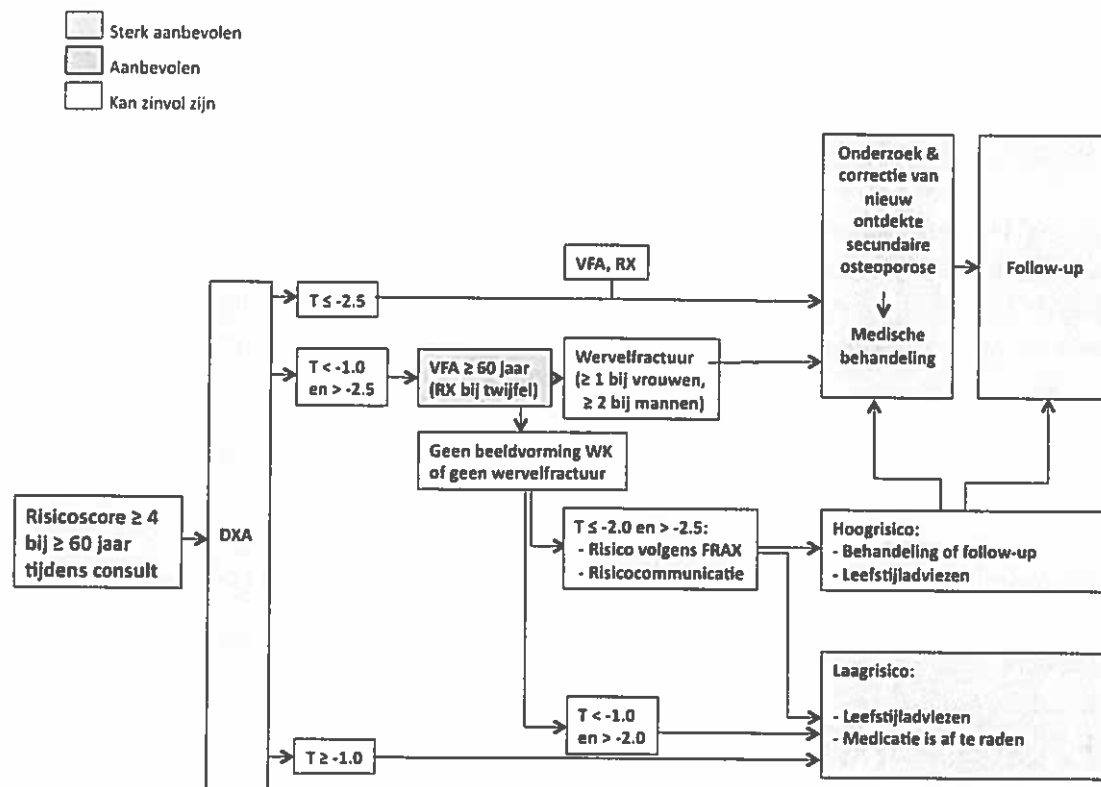 Sterk aanbevolen
Aanbevolen
Kan zinvol zijn
Onderzoek &
correctie van
nieuw
ontdekte
secundaire
osteoporose
Medische
behandeling
Follow-up
VFA, RX
T ≤ -2.5
T < -1.0
en > -2.5
VFA ≥ 60 jaar
(RX bij twijfel)
Wervelfractuur
(≥ 1 bij vrouwen,
≥ 2 bij mannen)
Geen beeldvorming WK
of geen wervelfractuur
Risicoscore ≥ 4
bij ≥ 60 jaar
tijdens consult
DXA
T ≤ -2.0 en > -2.5:
- Risico volgens FRAX
- Risicocommunicatie
Hoogrisico:
- Behandeling of follow-up
- Leefstijladviezen
Laagrisico:
- Leefstijladviezen
- Medicatie is af te raden
T < -1.0
en > -2.0
T ≥ -1.0